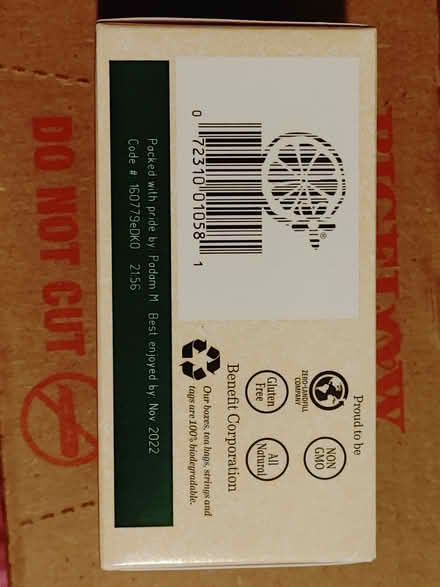 Proud to be
ZERO-LANDFILL
COMPANY
NON
GMO
Gluten
Free
All
Natural
Benefit Corporation
Our boxes, tea bags, strings and
tags are 100% biodegradable.
®
0 72310 01058 1
Packed with pride by: Padam M. Best enjoyed by: Nov 2022
Code # 160779eDKO 2156
BIGELOW
DO NOT CUT